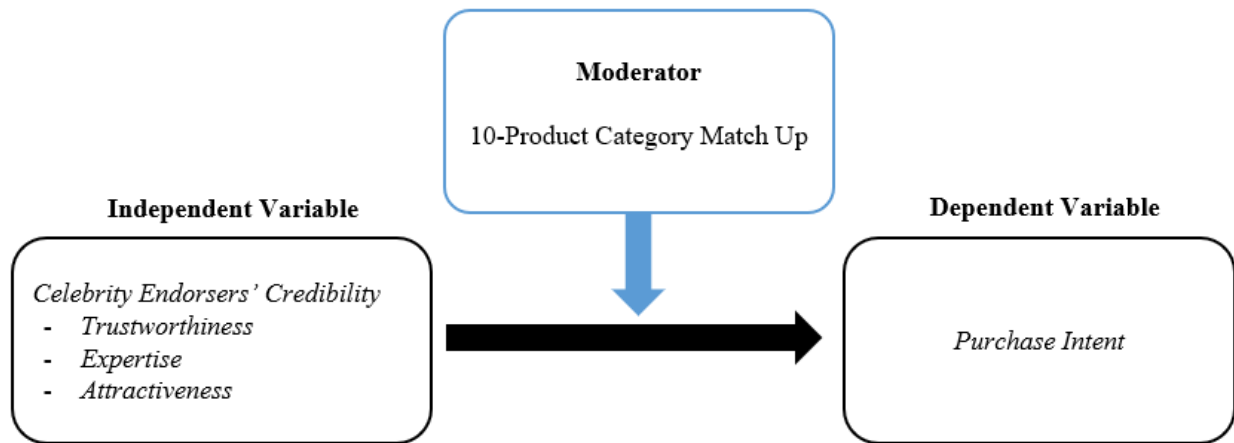 Moderator
10-Product Category Match Up
Independent Variable
Dependent Variable
Celebrity Endorsers’ Credibility
- Trustworthiness
- Expertise
- Attractiveness
Purchase Intent